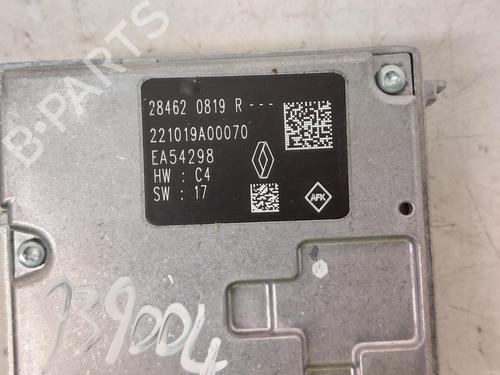 28462 0819 R ---
221019A00070
EA54298
HW : C4
SW : 17
AFK
B-PARTS
739004